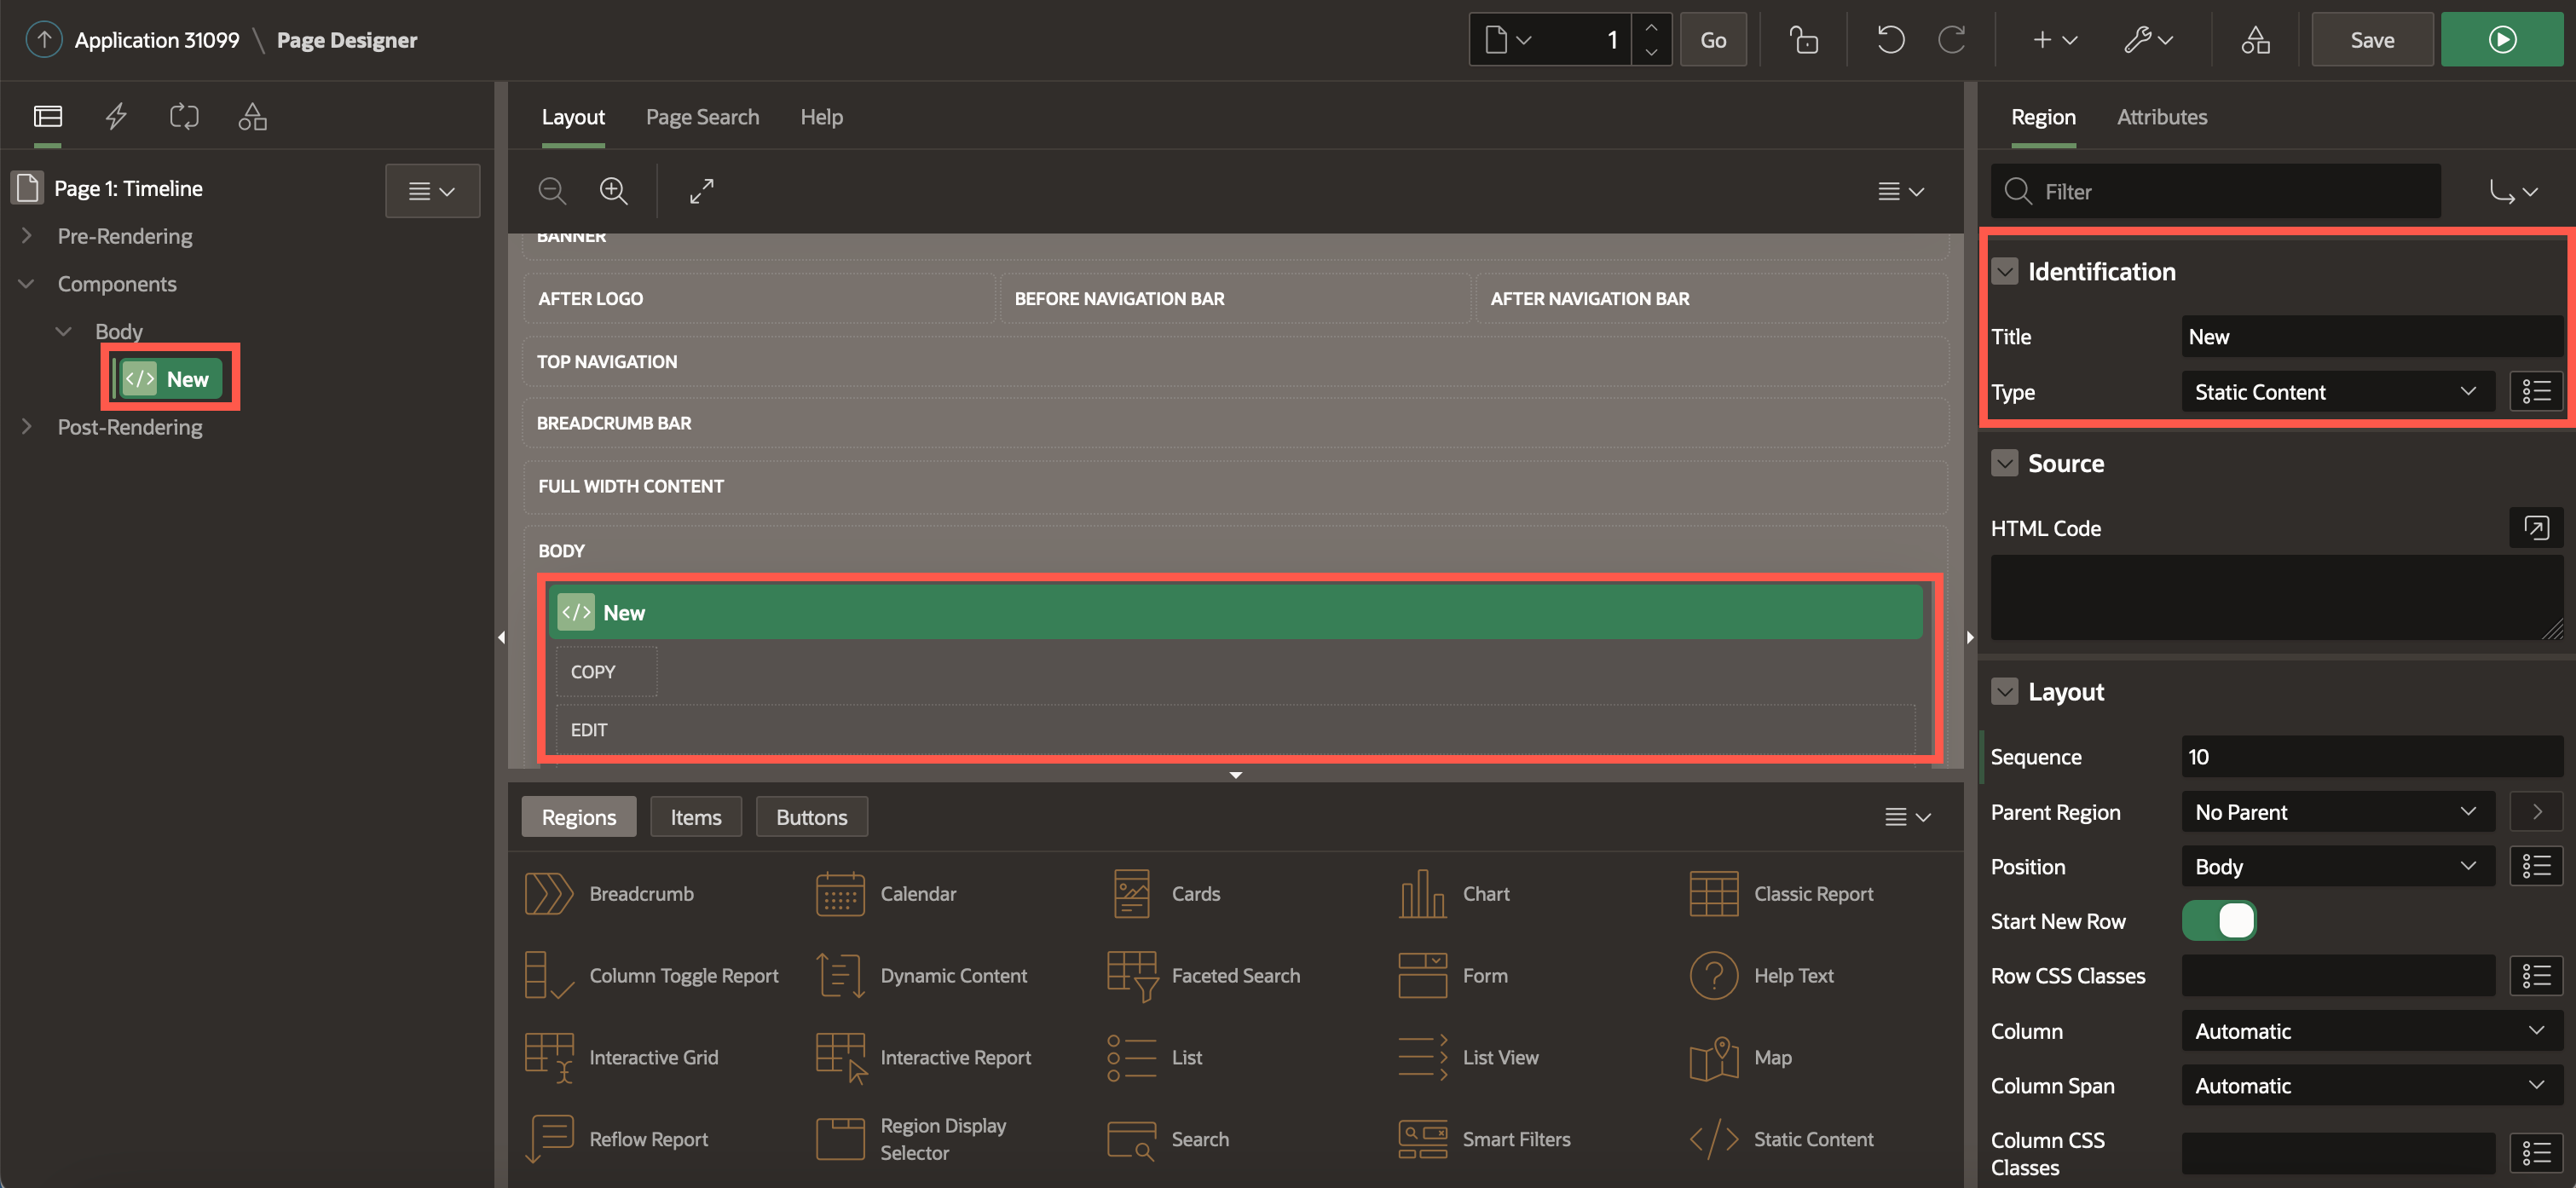 Application 31099 \ Page Designer
1
Go
Save
Page 1: Timeline
Pre-Rendering
Components
Body
</> New
Post-Rendering
Layout Page Search Help
BANNER
AFTER LOGO BEFORE NAVIGATION BAR AFTER NAVIGATION BAR
TOP NAVIGATION
BREADCRUMB BAR
FULL WIDTH CONTENT
BODY
</> New
COPY
EDIT
Regions Items Buttons
Breadcrumb Calendar Cards Chart Classic Report
Column Toggle Report Dynamic Content Faceted Search Form Help Text
Interactive Grid Interactive Report List List View Map
Reflow Report Region Display Selector Search Smart Filters Static Content
Region Attributes
Filter
Identification
Title New
Type Static Content
Source
HTML Code
Layout
Sequence 10
Parent Region No Parent
Position Body
Start New Row
Row CSS Classes
Column Automatic
Column Span Automatic
Column CSS
Classes